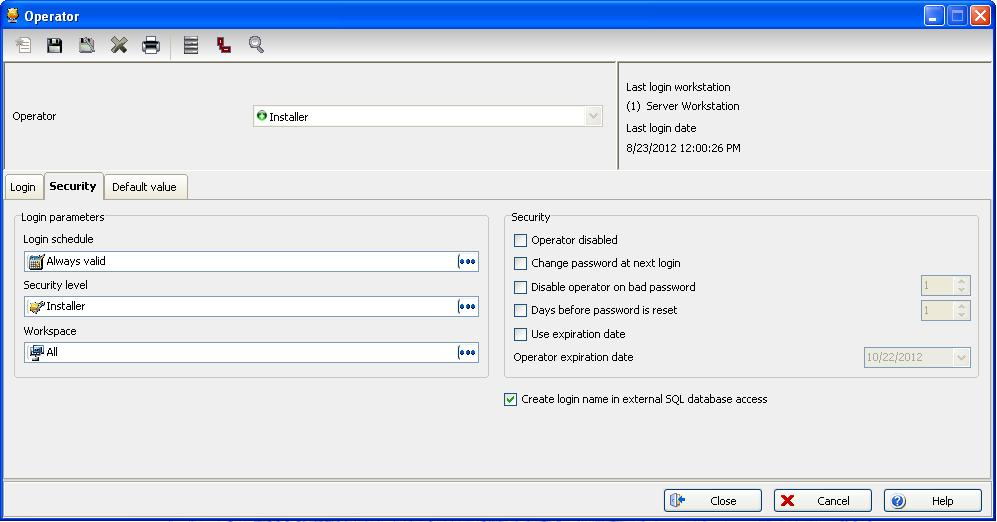 Operator
Operator
Installer
Last login workstation
(1) Server Workstation
Last login date
8/23/2012 12:00:26 PM
Login
Security
Default value
Login parameters
Login schedule
Always valid
Security level
Installer
Workspace
All
Security
Operator disabled
Change password at next login
Disable operator on bad password
1
Days before password is reset
1
Use expiration date
Operator expiration date
10/22/2012
Create login name in external SQL database access
Close
Cancel
Help